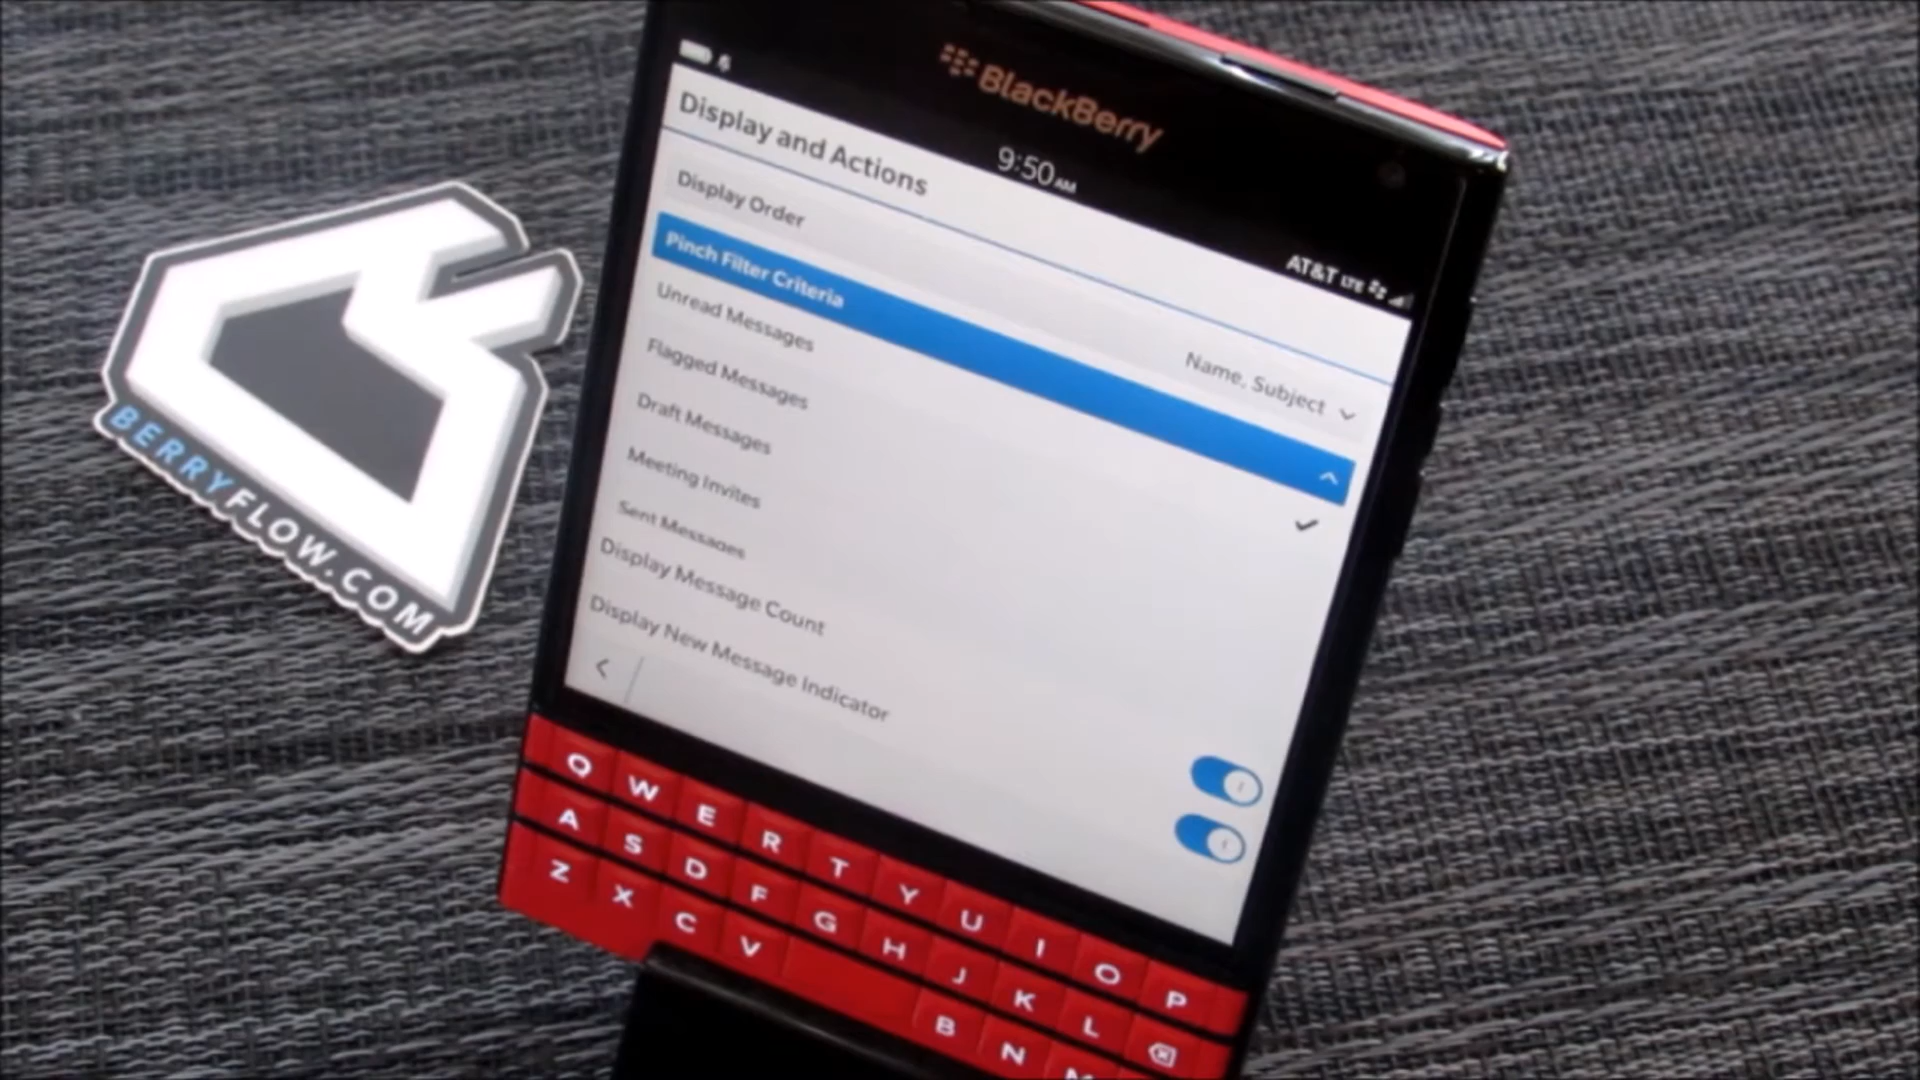 BlackBerry
9:50 AM
AT&T LTE
Display and Actions
Display Order
Name, Subject
Pinch Filter Criteria
Unread Messages
Flagged Messages
Draft Messages
Meeting Invites
Sent Messages
Display Message Count
Display New Message Indicator
Q W E R T Y U I O P
A S D F G H J K L
Z X C V B N M
BERRYFLOW.COM